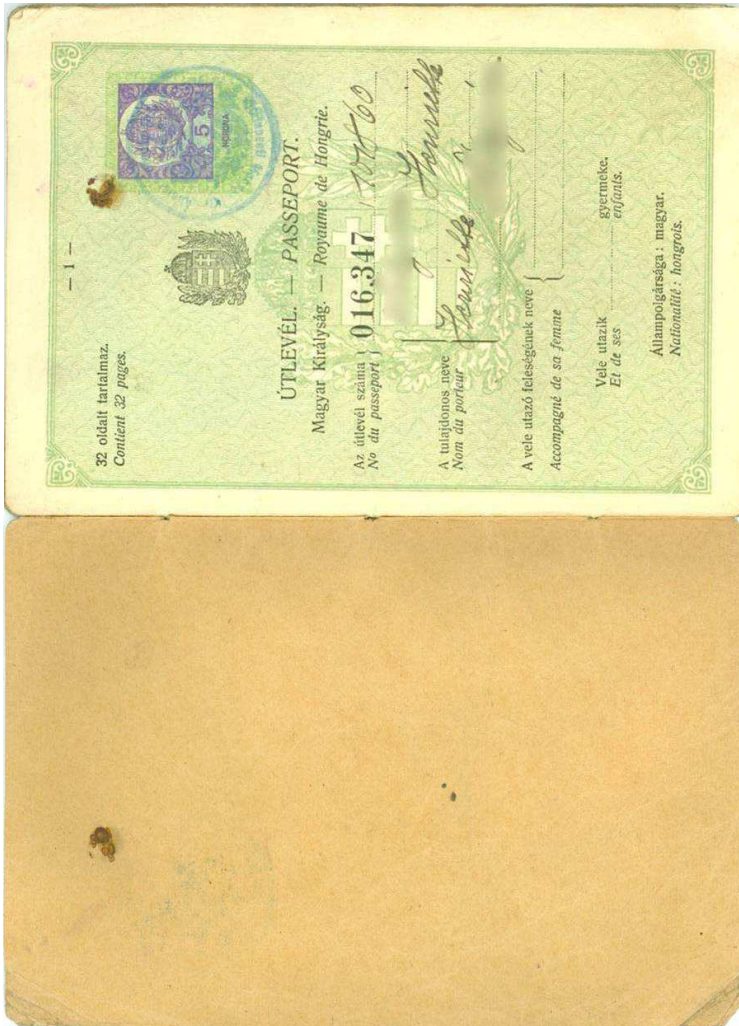 — 1 —
32 oldalt tartalmaz.
Contient 32 pages.
5
KORONA
ÚTLEVÉL. — PASSEPORT.
Magyar Királyság. — Royaume de Hongrie.
Az útlevél száma
No du passeport
016.347
A tulajdonos neve
Nom du porteur
Henriette
Henriette
A vele utazó feleségének neve
Accompagné de sa femme
Vele utazik gyermeke.
Et de ses enfants.
Állampolgársága : magyar.
Nationalité : hongrois.